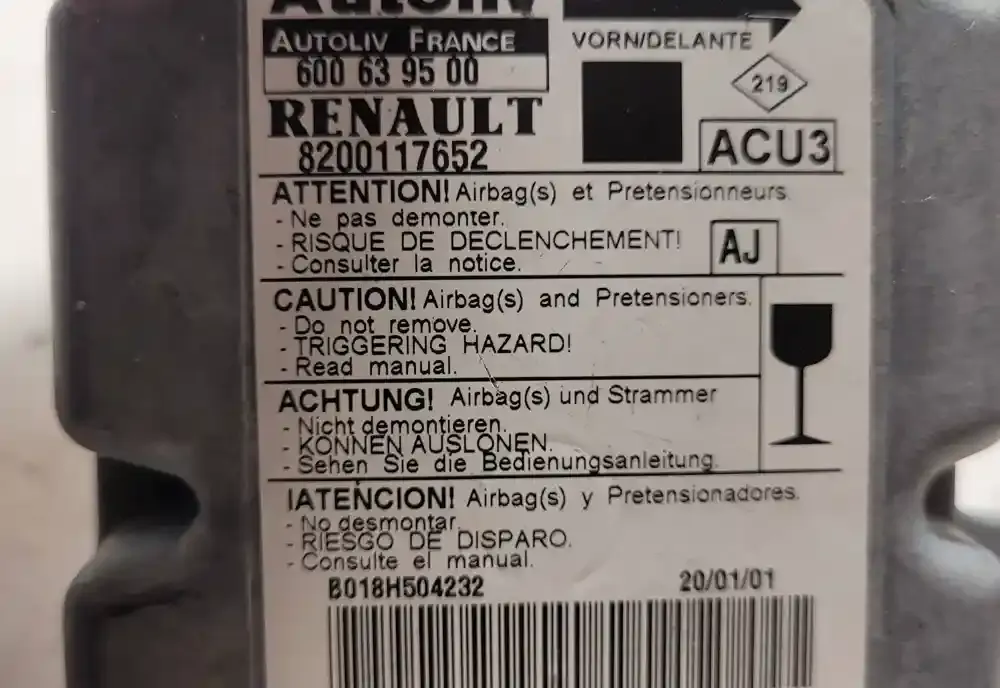 Autoliv
AUTOLIV FRANCE
600 63 95 00
VORN/DELANTE
219
RENAULT
8200117652
ACU3
ATTENTION! Airbag(s) et Pretensionneurs.
- Ne pas demonter.
- RISQUE DE DECLENCHEMENT!
- Consulter la notice.
AJ
CAUTION! Airbag(s) and Pretensioners.
- Do not remove.
- TRIGGERING HAZARD!
- Read manual.
ACHTUNG! Airbag(s) und Strammer
- Nicht demontieren.
- KONNEN AUSLONEN.
- Sehen Sie die Bedienungsanleitung.
IATENCION! Airbag(s) y Pretensionadores.
- No desmontar.
- RIESGO DE DISPARO.
- Consulte el manual.
B018H504232
20/01/01